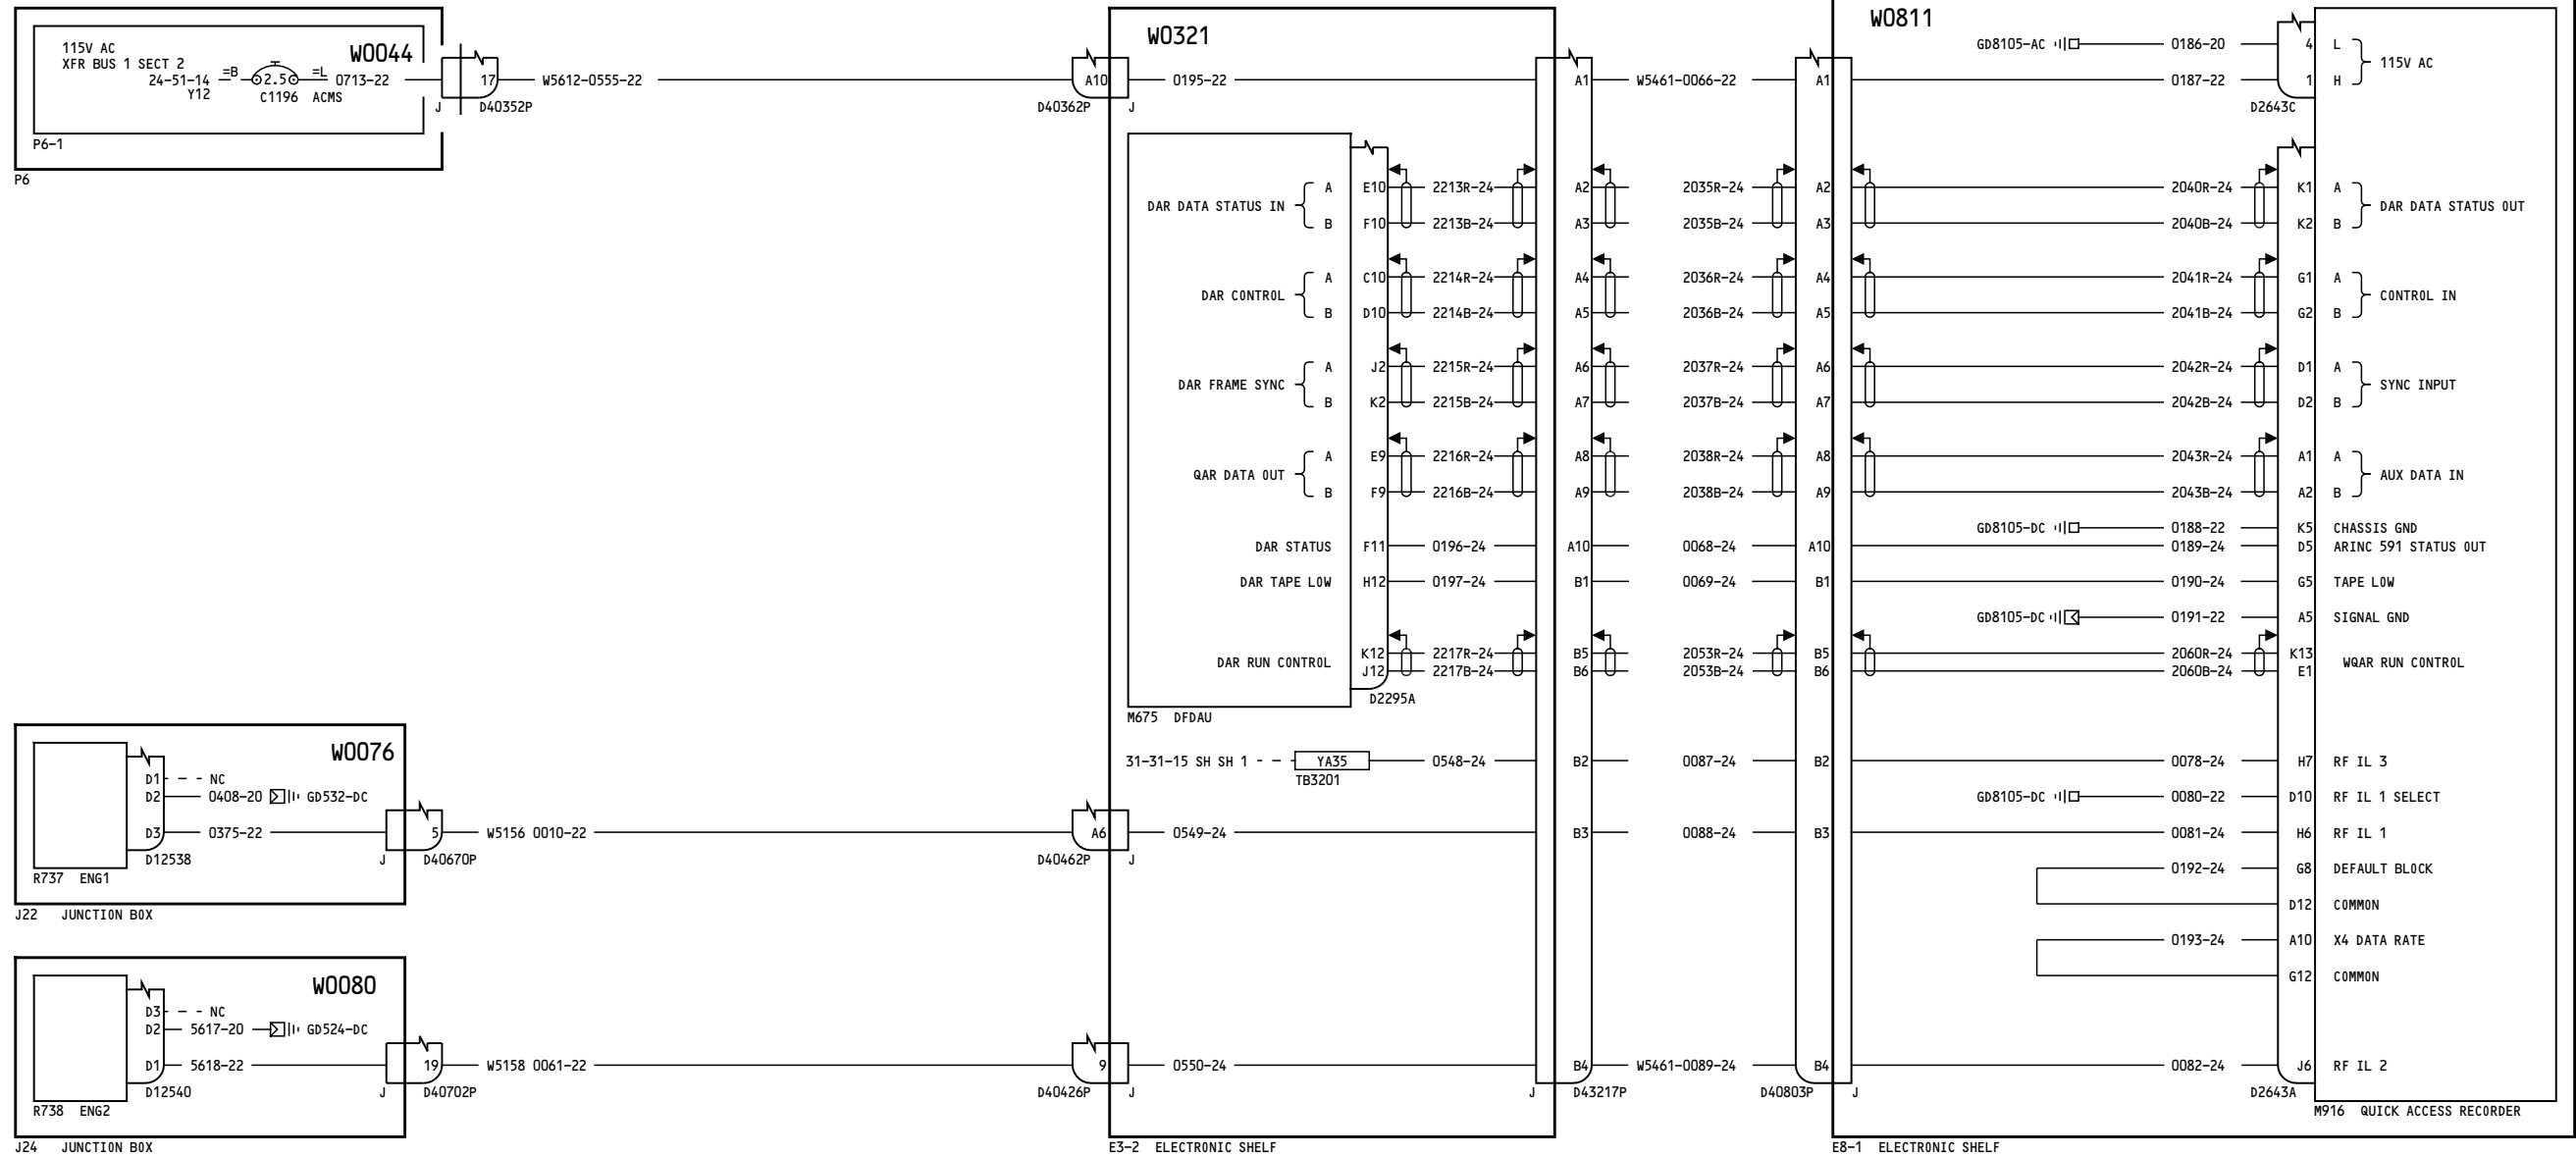 W0044
115V AC
XFR BUS 1 SECT 2
24-51-14 =B 2.5 =L 0713-22
Y12 C1196 ACMS
P6-1
P6
17 W5612-0555-22 A10 0195-22
J D40352P D40362P J
W0321
A1 W5461-0066-22 A1
W0811
GD8105-AC 0186-20 4 L
0187-22 1 H
115V AC
D2643C
DAR DATA STATUS IN
A E10 2213R-24 A2 2035R-24 A2 2040R-24 K1 A
B F10 2213B-24 A3 2035B-24 A3 2040B-24 K2 B
DAR DATA STATUS OUT
DAR CONTROL
A C10 2214R-24 A4 2036R-24 A4 2041R-24 G1 A
B D10 2214B-24 A5 2036B-24 A5 2041B-24 G2 B
CONTROL IN
DAR FRAME SYNC
A J2 2215R-24 A6 2037R-24 A6 2042R-24 D1 A
B K2 2215B-24 A7 2037B-24 A7 2042B-24 D2 B
SYNC INPUT
QAR DATA OUT
A E9 2216R-24 A8 2038R-24 A8 2043R-24 A1 A
B F9 2216B-24 A9 2038B-24 A9 2043B-24 A2 B
AUX DATA IN
GD8105-DC 0188-22 K5 CHASSIS GND
DAR STATUS F11 0196-24 A10 0068-24 A10 0189-24 D5 ARINC 591 STATUS OUT
DAR TAPE LOW H12 0197-24 B1 0069-24 B1 0190-24 G5 TAPE LOW
GD8105-DC 0191-22 A5 SIGNAL GND
DAR RUN CONTROL
K12 2217R-24 B5 2053R-24 B5 2060R-24 K13
J12 2217B-24 B6 2053B-24 B6 2060B-24 E1
WQAR RUN CONTROL
D2295A
M675 DFDAU
31-31-15 SH SH 1 YA35 0548-24 B2 0087-24 B2 0078-24 H7 RF IL 3
TB3201
GD8105-DC 0080-22 D10 RF IL 1 SELECT
W0076
D1 NC
D2 0408-20 GD532-DC
D3 0375-22 5 W5156 0010-22 A6 0549-24 B3 0088-24 B3 0081-24 H6 RF IL 1
D12538 J D40670P D40462P J
R737 ENG1
J22 JUNCTION BOX
0192-24 G8 DEFAULT BLOCK
D12 COMMON
0193-24 A10 X4 DATA RATE
G12 COMMON
W0080
D3 NC
D2 5617-20 GD524-DC
D1 5618-22 19 W5158 0061-22 9 0550-24 B4 W5461-0089-24 B4 0082-24 J6 RF IL 2
D12540 J D40702P D40426P J J D43217P D40803P J D2643A
R738 ENG2
M916 QUICK ACCESS RECORDER
J24 JUNCTION BOX
E3-2 ELECTRONIC SHELF
E8-1 ELECTRONIC SHELF